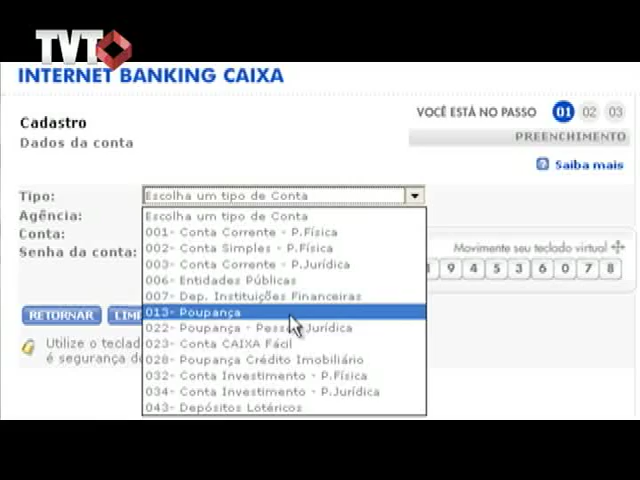 TVT
INTERNET BANKING CAIXA
VOCÊ ESTÁ NO PASSO 01 02 03
Cadastro
Dados da conta
PREENCHIMENTO
Saiba mais
Tipo:
Escolha um tipo de Conta
Agência:
Conta:
Senha da conta:
Escolha um tipo de Conta
001- Conta Corrente - P.Física
002- Conta Simples - P.Física
003- Conta Corrente - P.Jurídica
006- Entidades Públicas
007- Dep. Instituições Financeiras
013- Poupança
022- Poupança - Jurídica
023- Conta CAIXA Fácil
028- Poupança Crédito Imobiliário
032- Conta Investimento - P.Física
034- Conta Investimento - P.Jurídica
043- Depósitos Lotéricos
Movimente seu teclado virtual
9 4 5 3 6 0 7 8
RETORNAR
Utilize o
é segurança